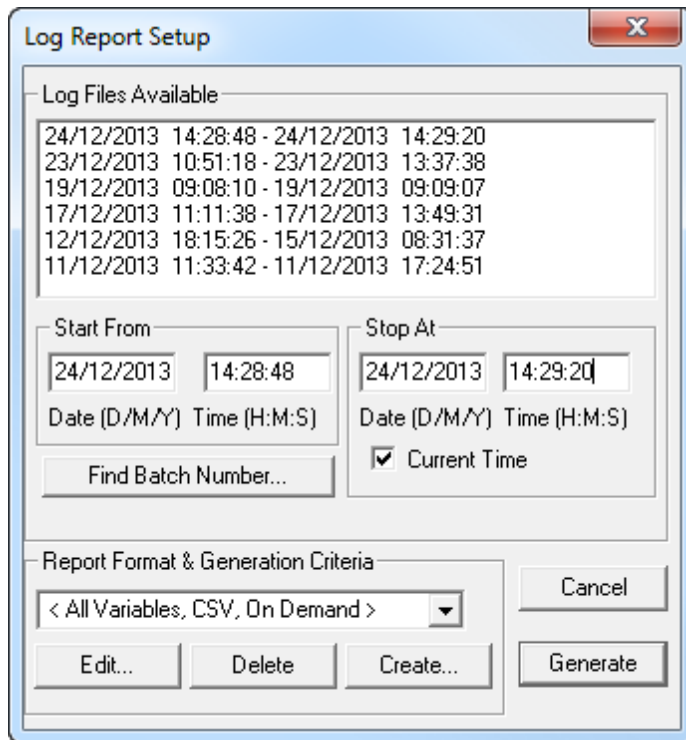 Log Report Setup
Log Files Available
24/12/2013 14:28:48 - 24/12/2013 14:29:20
23/12/2013 10:51:18 - 23/12/2013 13:37:38
19/12/2013 09:08:10 - 19/12/2013 09:09:07
17/12/2013 11:11:38 - 17/12/2013 13:49:31
12/12/2013 18:15:26 - 15/12/2013 08:31:37
11/12/2013 11:33:42 - 11/12/2013 17:24:51
Start From
24/12/2013 14:28:48
Date (D/M/Y) Time (H:M:S)
Find Batch Number...
Stop At
24/12/2013 14:29:20
Date (D/M/Y) Time (H:M:S)
Current Time
Report Format & Generation Criteria
< All Variables, CSV, On Demand >
Edit... Delete Create...
Cancel
Generate